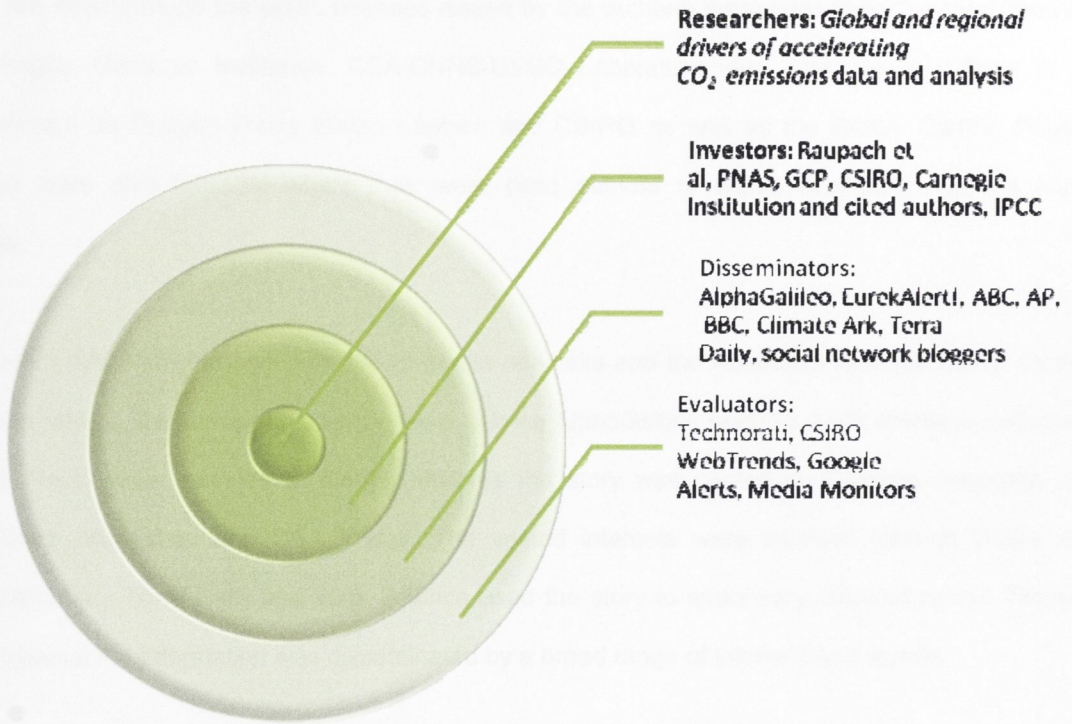 Researchers: Global and regional
drivers of accelerating
CO₂ emissions data and analysis
Investors: Raupach et
al, PNAS, GCP, CSIRO, Carnegie
Institution and cited authors, IPCC
Disseminators:
AlphaGalileo, EurekAlert!, ABC, AP,
BBC, Climate Ark, Terra
Daily, social network bloggers
Evaluators:
Technorati, CSIRO
WebTrends, Google
Alerts, Media Monitors